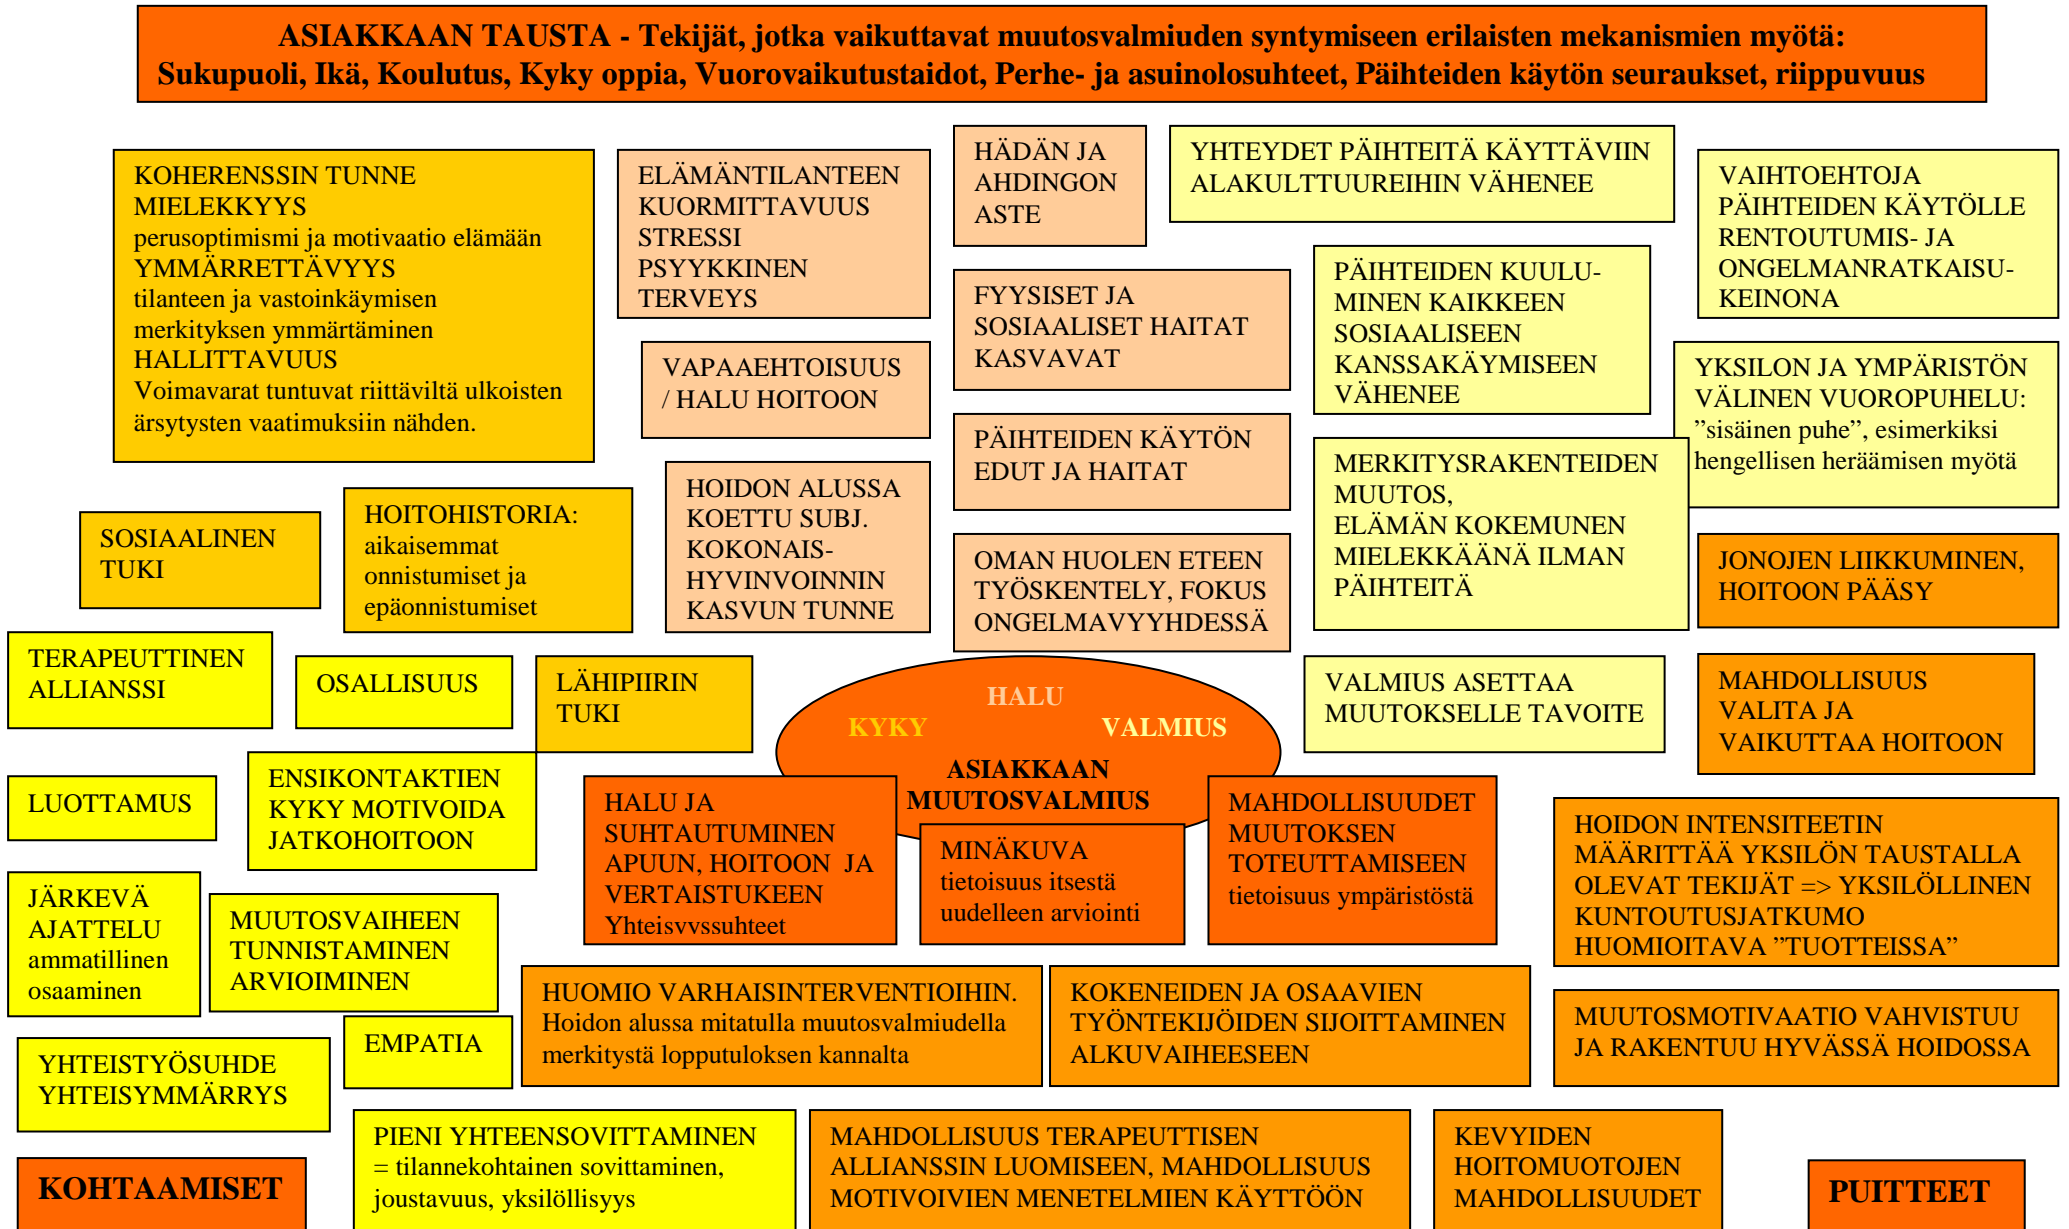 ASIAKKAAN TAUSTA - Tekijät, jotka vaikuttavat muutosvalmiuden syntymiseen erilaisten mekanismien myötä:
Sukupuoli, Ikä, Koulutus, Kyky oppia, Vuorovaikutustaidot, Perhe- ja asuinolosuhteet, Päihteiden käytön seuraukset, riippuvuus
KOHERENSSIN TUNNE
MIELEKKYYS
perusoptimismi ja motivaatio elämään
YMMÄRRETTÄVYYS
tilanteen ja vastoinkäymisen
merkityksen ymmärtäminen
HALLITTAVUUS
Voimavarat tuntuvat riittäviltä ulkoisten
ärsytysten vaatimuksiin nähden.
ELÄMÄNTILANTEEN
KUORMITTAVUUS
STRESSI
PSYYKKINEN
TERVEYS
HÄDÄN JA
AHDINGON
ASTE
YHTEYDET PÄIHTEITÄ KÄYTTÄVIIN
ALAKULTTUUREIHIN VÄHENEE
VAIHTOEHTOJA
PÄIHTEIDEN KÄYTÖLLE
RENTOUTUMIS- JA
ONGELMANRATKAISU-
KEINONA
FYYSISET JA
SOSIAALISET HAITAT
KASVAVAT
PÄIHTEIDEN KUULU-
MINEN KAIKKEEN
SOSIAALISEEN
KANSSAKÄYMISEEN
VÄHENEE
VAPAAEHTOISUUS
/ HALU HOITOON
YKSILON JA YMPÄRISTÖN
VÄLINEN VUOROPUHELU:
”sisäinen puhe”, esimerkiksi
hengellisen heräämisen myötä
PÄIHTEIDEN KÄYTÖN
EDUT JA HAITAT
MERKITYSRAKENTEIDEN
MUUTOS,
ELÄMÄN KOKEMUNEN
MIELEKKÄÄNÄ ILMAN
PÄIHTEITÄ
HOIDON ALUSSA
KOETTU SUBJ.
KOKONAIS-
HYVINVOINNIN
KASVUN TUNNE
SOSIAALINEN
TUKI
HOITOHISTORIA:
aikaisemmat
onnistumiset ja
epäonnistumiset
OMAN HUOLEN ETEEN
TYÖSKENTELY, FOKUS
ONGELMAVYYHDESSÄ
JONOJEN LIIKKUMINEN,
HOITOON PÄÄSY
TERAPEUTTINEN
ALLIANSSI
OSALLISUUS
LÄHIPIIRIN
TUKI
HALU
KYKY
VALMIUS
ASIAKKAAN
MUUTOSVALMIUS
VALMIUS ASETTAA
MUUTOKSELLE TAVOITE
MAHDOLLISUUS
VALITA JA
VAIKUTTAA HOITOON
LUOTTAMUS
ENSIKONTAKTIEN
KYKY MOTIVOIDA
JATKOHOITOON
HALU JA
SUHTAUTUMINEN
APUUN, HOITOON JA
VERTAISTUKEEN
Yhteisvvssuhteet
MINÄKUVA
tietoisuus itsestä
uudelleen arviointi
MAHDOLLISUUDET
MUUTOKSEN
TOTEUTTAMISEEN
tietoisuus ympäristöstä
HOIDON INTENSITEETIN
MÄÄRITTÄÄ YKSILÖN TAUSTALLA
OLEVAT TEKIJÄT => YKSILÖLLINEN
KUNTOUTUSJATKUMO
HUOMIOITAVA ”TUOTTEISSA”
JÄRKEVÄ
AJATTELU
ammatillinen
osaaminen
MUUTOSVAIHEEN
TUNNISTAMINEN
ARVIOIMINEN
HUOMIO VARHAISINTERVENTIOIHIN.
Hoidon alussa mitatulla muutosvalmiudella
merkitystä lopputuloksen kannalta
KOKENEIDEN JA OSAAVIEN
TYÖNTEKIJÖIDEN SIJOITTAMINEN
ALKUVAIHEESEEN
MUUTOSMOTIVAATIO VAHVISTUU
JA RAKENTUU HYVÄSSÄ HOIDOSSA
EMPATIA
YHTEISTYÖSUHDE
YHTEISYMMÄRRYS
PIENI YHTEENSOVITTAMINEN
= tilannekohtainen sovittaminen,
joustavuus, yksilöllisyys
MAHDOLLISUUS TERAPEUTTISEN
ALLIANSSIN LUOMISEEN, MAHDOLLISUUS
MOTIVOIVIEN MENETELMIEN KÄYTTÖÖN
KEVYIDEN
HOITOMUOTOJEN
MAHDOLLISUUDET
KOHTAAMISET
PUITTEET